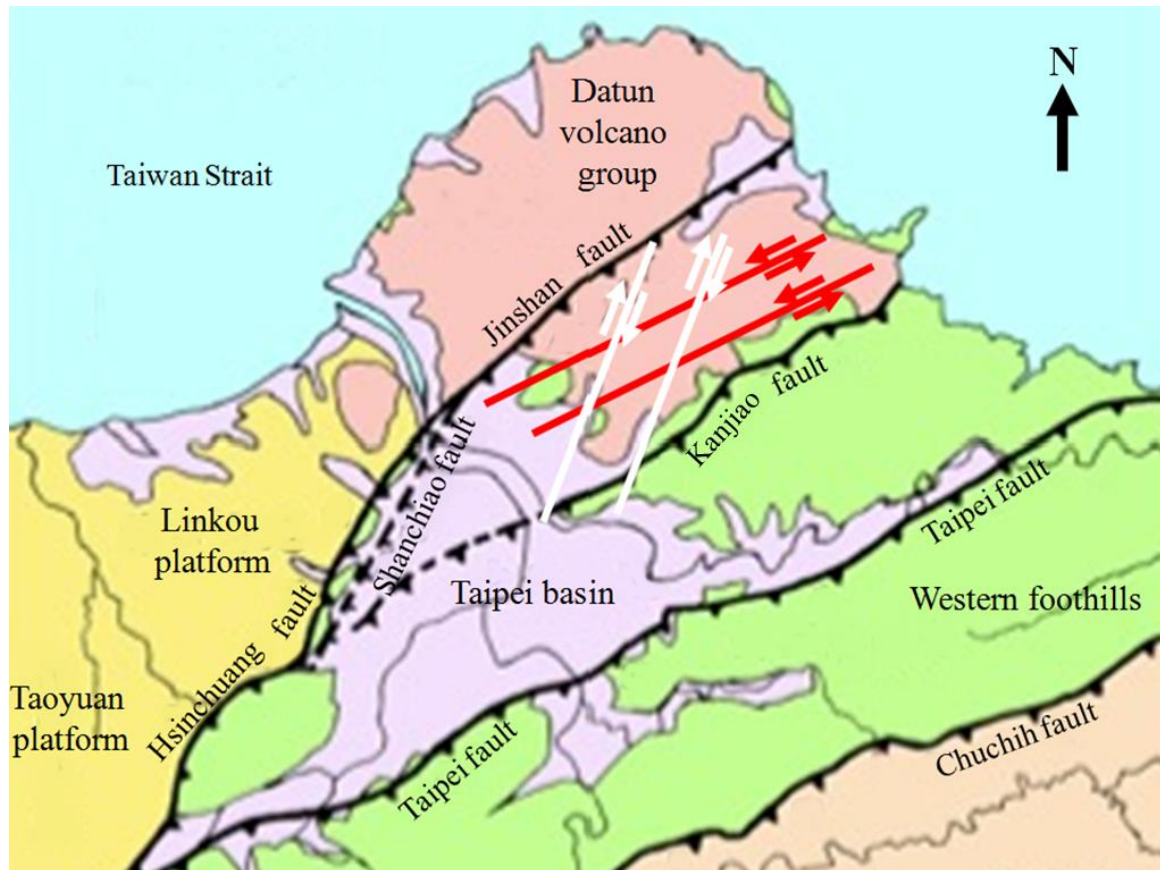 Datun
volcano
group
N
Taiwan Strait
Jinshan fault
Kanjiao fault
Shanchiao fault
Taipei fault
Linkou
platform
Taipei basin
Western foothills
Hsinchuang fault
Taoyuan
platform
Taipei fault
Chuchih fault